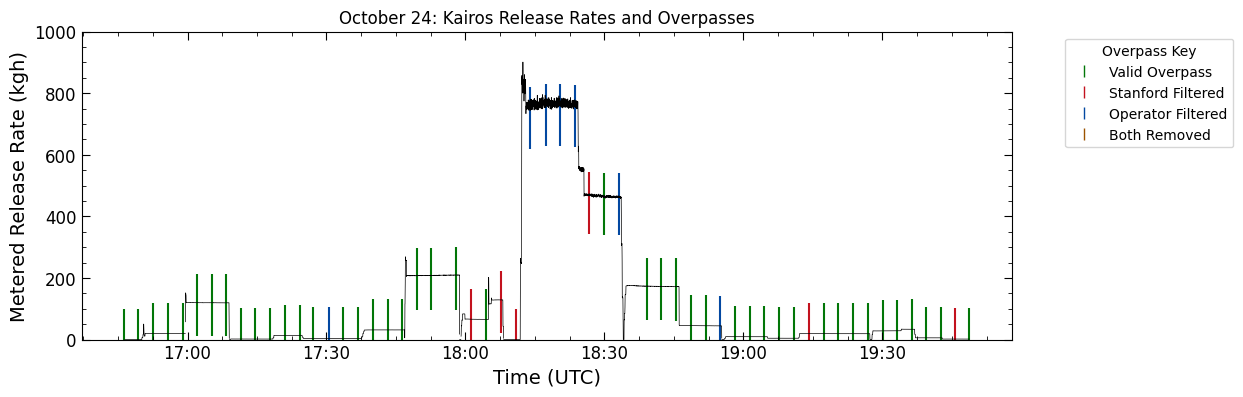 October 24: Kairos Release Rates and Overpasses
Metered Release Rate (kgh)
1000
800
600
400
200
0
17:00 17:30 18:00 18:30 19:00 19:30
Time (UTC)
Overpass Key
Valid Overpass
Stanford Filtered
Operator Filtered
Both Removed